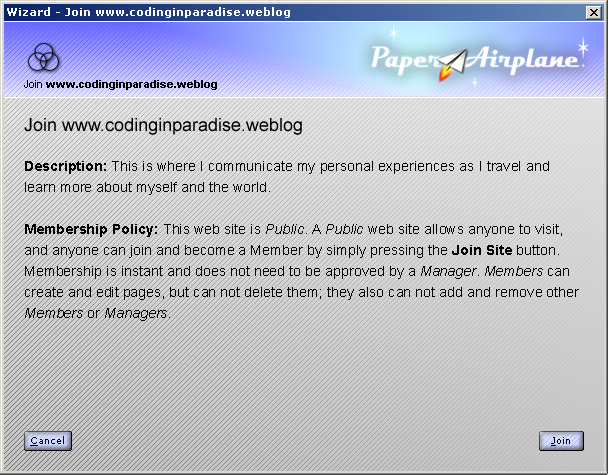 Wizard - Join www.codinginparadise.weblog
Paper Airplane
Join www.codinginparadise.weblog
Join www.codinginparadise.weblog
Description: This is where I communicate my personal experiences as I travel and
learn more about myself and the world.
Membership Policy: This web site is Public. A Public web site allows anyone to visit,
and anyone can join and become a Member by simply pressing the Join Site button.
Membership is instant and does not need to be approved by a Manager. Members can
create and edit pages, but can not delete them; they also can not add and remove other
Members or Managers.
Cancel
Join